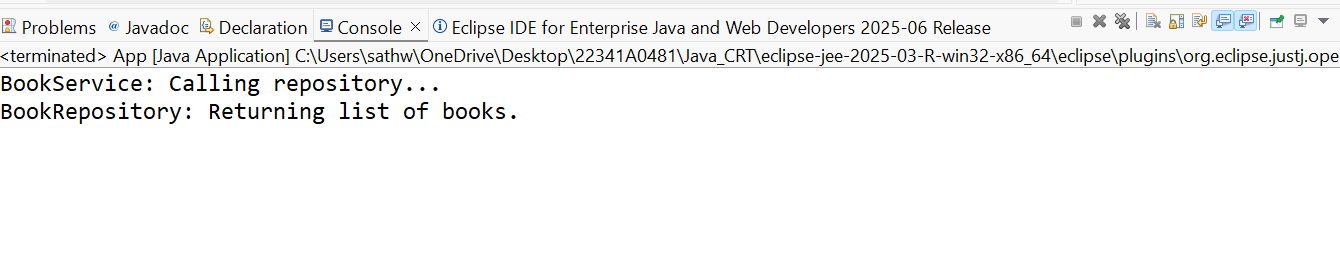 Problems Javadoc Declaration Console Eclipse IDE for Enterprise Java and Web Developers 2025-06 Release
<terminated> App [Java Application] C:\Users\sathw\OneDrive\Desktop\22341A0481\Java_CRT\eclipse-jee-2025-03-R-win32-x86_64\eclipse\plugins\org.eclipse.justj.ope
BookService: Calling repository...
BookRepository: Returning list of books.